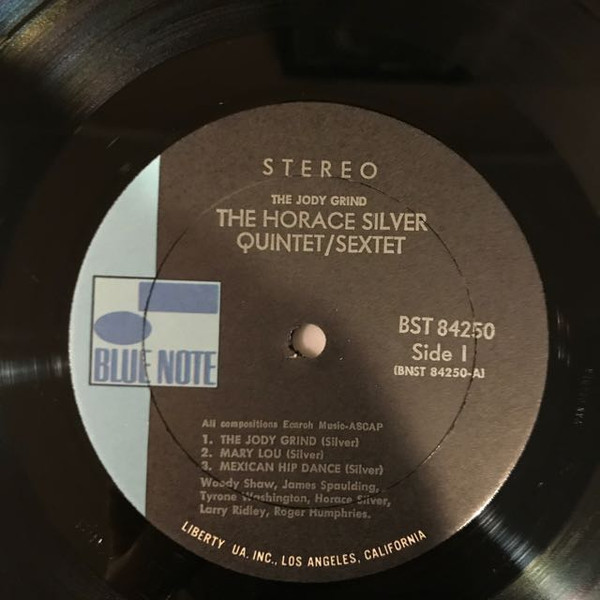 STEREO
THE JODY GRIND
THE HORACE SILVER
QUINTET/SEXTET
BLUE NOTE
BST 84250
Side 1
(BNST 84250-A)
All compositions Ecaroh Music-ASCAP
1. THE JODY GRIND (Silver)
2. MARY LOU (Silver)
3. MEXICAN HIP DANCE (Silver)
Woody Shaw, James Spaulding,
Tyrone Washington, Horace Silver,
Larry Ridley, Roger Humphries.
LIBERTY UA, INC., LOS ANGELES, CALIFORNIA